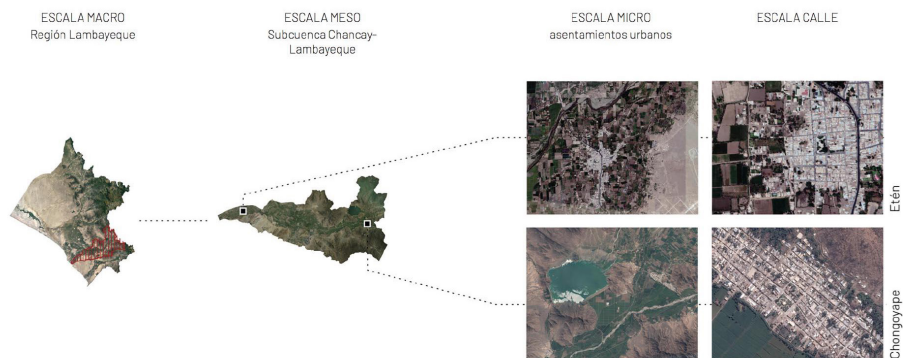 ESCALA MACRO
Región Lambayeque
ESCALA MESO
Subcuenca Chancay-
Lambayeque
ESCALA MICRO
asentamientos urbanos
ESCALA CALLE
Etén
Chongoyape